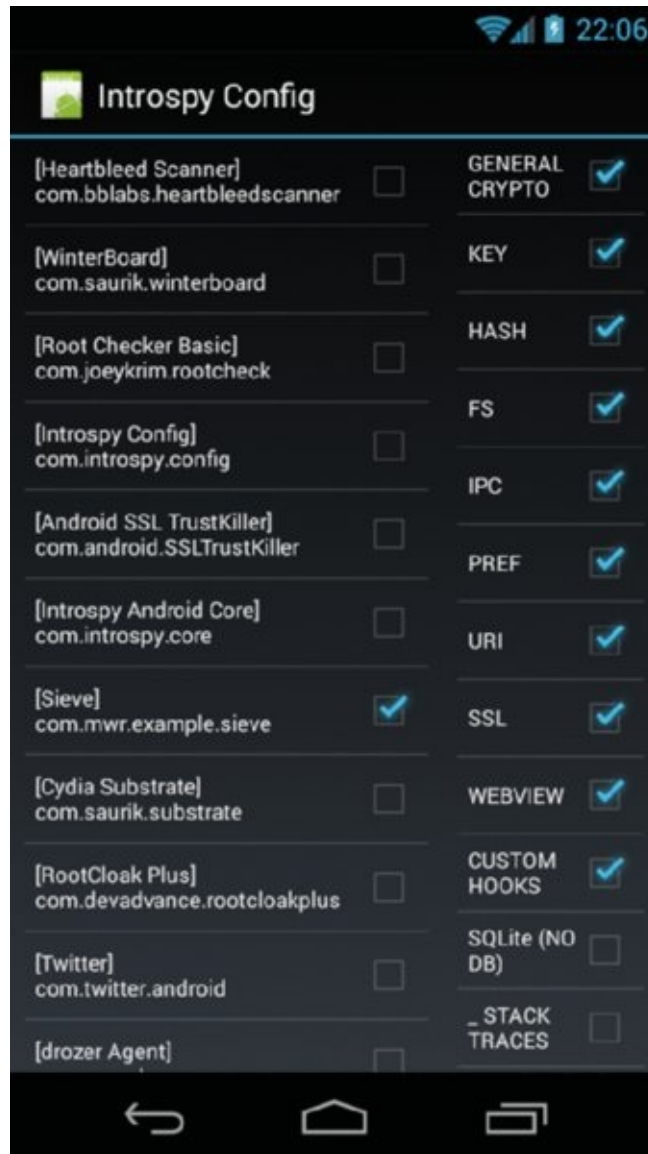 22:06
Introspy Config
[Heartbleed Scanner]
com.bblabs.heartbleedscanner
[WinterBoard]
com.saurik.winterboard
[Root Checker Basic]
com.joeykrim.rootcheck
[Introspy Config]
com.introspy.config
[Android SSL TrustKiller]
com.android.SSLTrustKiller
[Introspy Android Core]
com.introspy.core
[Sieve]
com.mwr.example.sieve
[Cydia Substrate]
com.saurik.substrate
[RootCloak Plus]
com.devadvance.rootcloakplus
[Twitter]
com.twitter.android
[drozer Agent]
GENERAL
CRYPTO
KEY
HASH
FS
IPC
PREF
URI
SSL
WEBVIEW
CUSTOM
HOOKS
SQLite (NO
DB)
_ STACK
TRACES